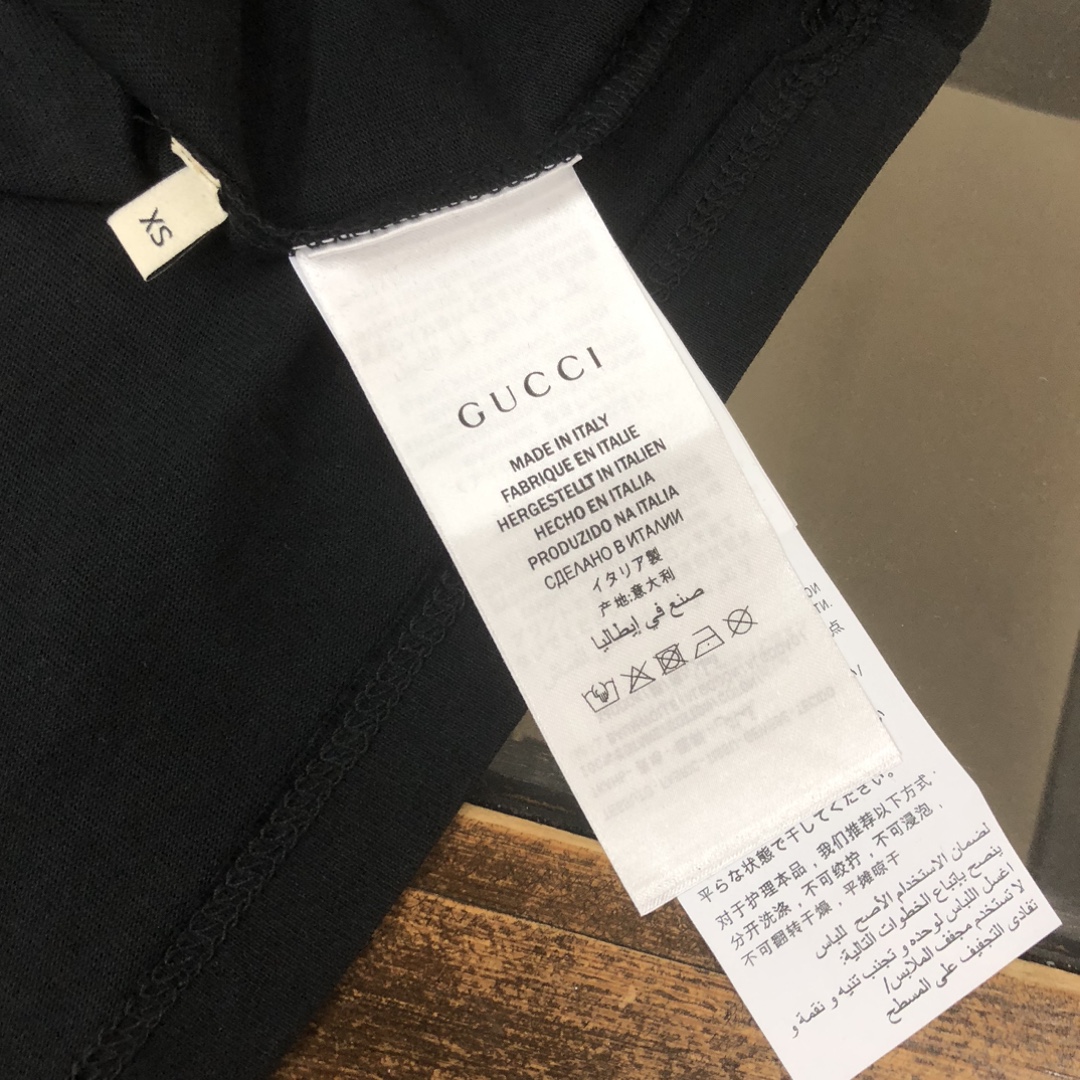 XS
GUCCI
MADE IN ITALY
FABRIQUE EN ITALIE
HERGESTELLT IN ITALIEN
HECHO EN ITALIA
PRODUZIDO NA ITALIA
СДЕЛАНО В ИТАЛИИ
イタリア製
产地:意大利
صنع في إيطاليا
点
平らな状態で干してください。
对于护理本品，我们推荐以下方式：
分开洗涤，不可绞拧，不可浸泡，
不可翻转干燥，平摊晾干
لضمان الاستخدام الأصح للباس
ينصح بإتباع الخطوات التالية:
اغسل اللباس لوحده و تجنب تنيه و نقمة و
لا تستخدم مجفف الملابس/
تفادى التجفيف على المسطح